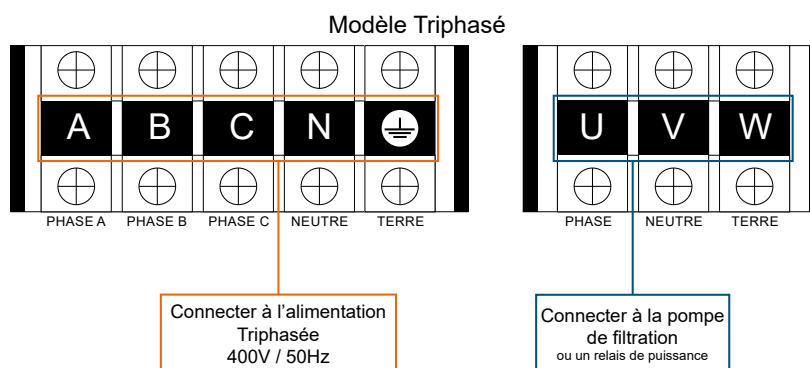 Modèle Triphasé
A B C N
U V W
PHASE A PHASE B PHASE C NEUTRE TERRE
PHASE NEUTRE TERRE
Connecter à l'alimentation
Triphasée
400V / 50Hz
Connecter à la pompe
de filtration
ou un relais de puissance